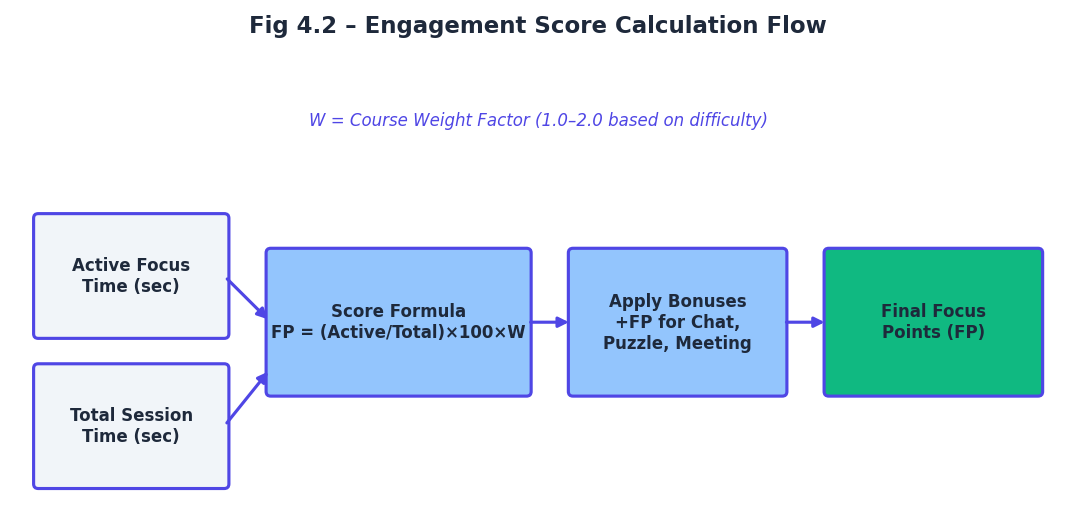 Fig 4.2 – Engagement Score Calculation Flow
W = Course Weight Factor (1.0–2.0 based on difficulty)
Active Focus
Time (sec)
Total Session
Time (sec)
Score Formula
FP = (Active/Total)×100×W
Apply Bonuses
+FP for Chat,
Puzzle, Meeting
Final Focus
Points (FP)